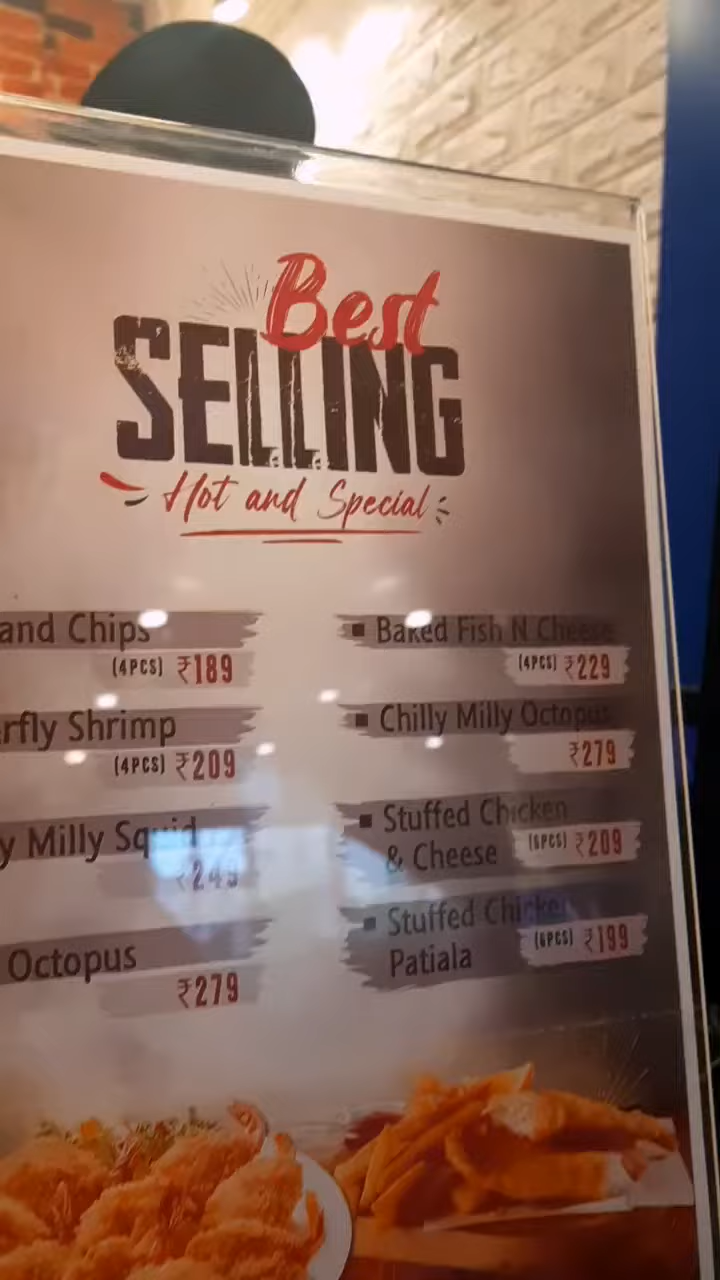 Best
SELLING
Hot and Special
and Chips
(4PCS) ₹189
rfly Shrimp
(4PCS) ₹209
y Milly Squid
₹249
Octopus
₹279
▪ Baked Fish N Cheese
(4PCS) ₹229
▪ Chilly Milly Octopus
₹279
▪ Stuffed Chicken
& Cheese (6PCS) ₹209
▪ Stuffed Chicken
Patiala (6PCS) ₹199